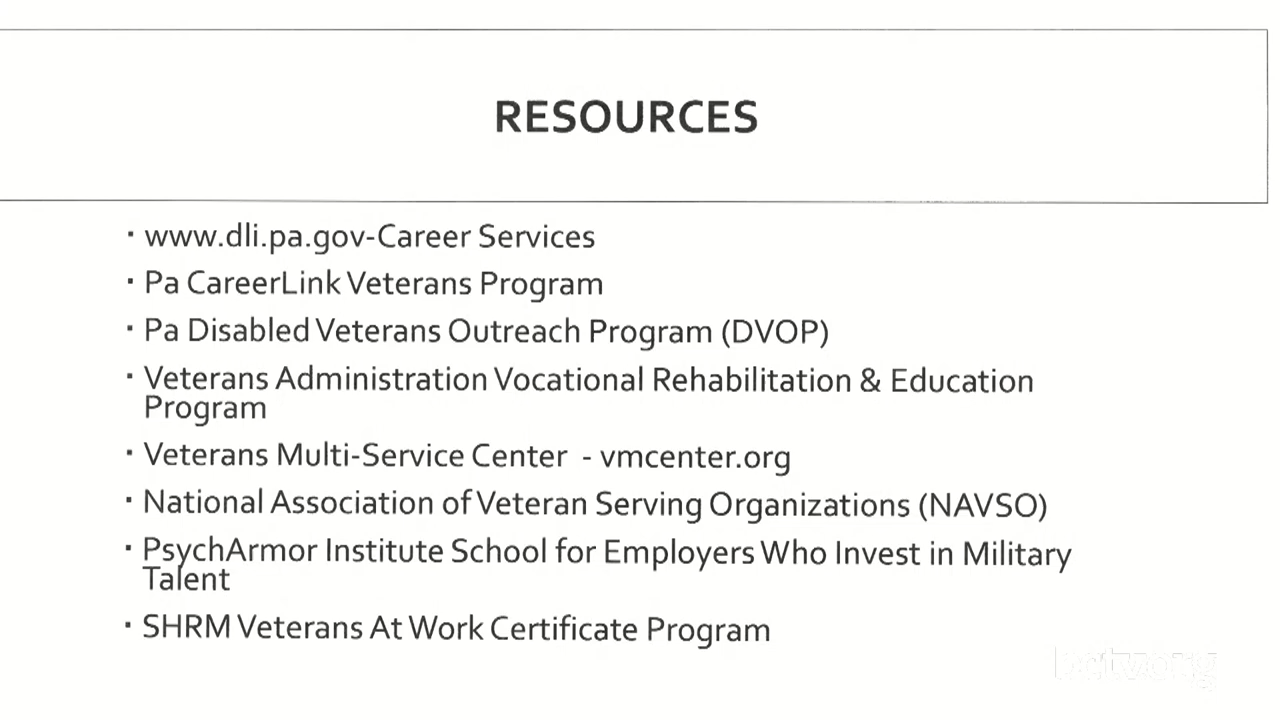 RESOURCES
▪ www.dli.pa.gov-Career Services
▪ Pa CareerLink Veterans Program
▪ Pa Disabled Veterans Outreach Program (DVOP)
▪ Veterans Administration Vocational Rehabilitation & Education
Program
▪ Veterans Multi-Service Center - vmcenter.org
▪ National Association of Veteran Serving Organizations (NAVSO)
▪ PsychArmor Institute School for Employers Who Invest in Military
Talent
▪ SHRM Veterans At Work Certificate Program
bctv.org